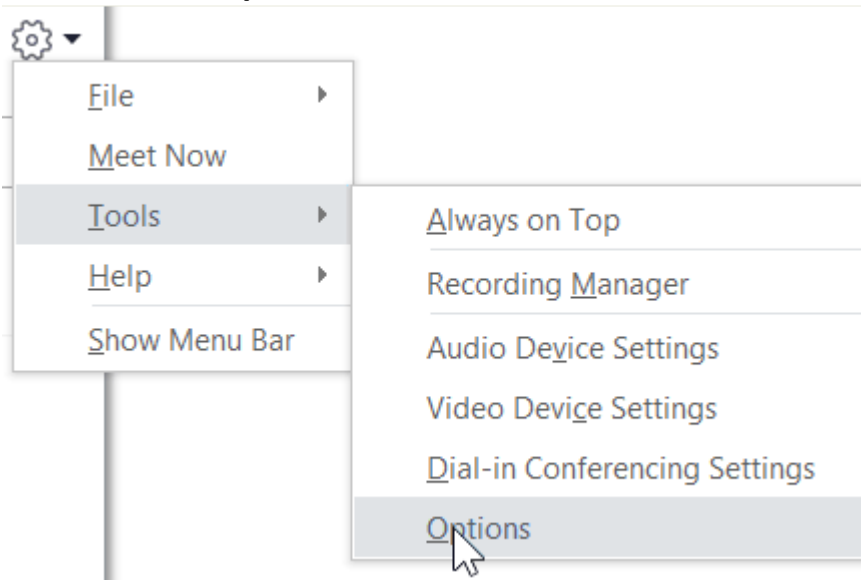 File
Meet Now
Tools
Help
Show Menu Bar
Always on Top
Recording Manager
Audio Device Settings
Video Device Settings
Dial-in Conferencing Settings
Options